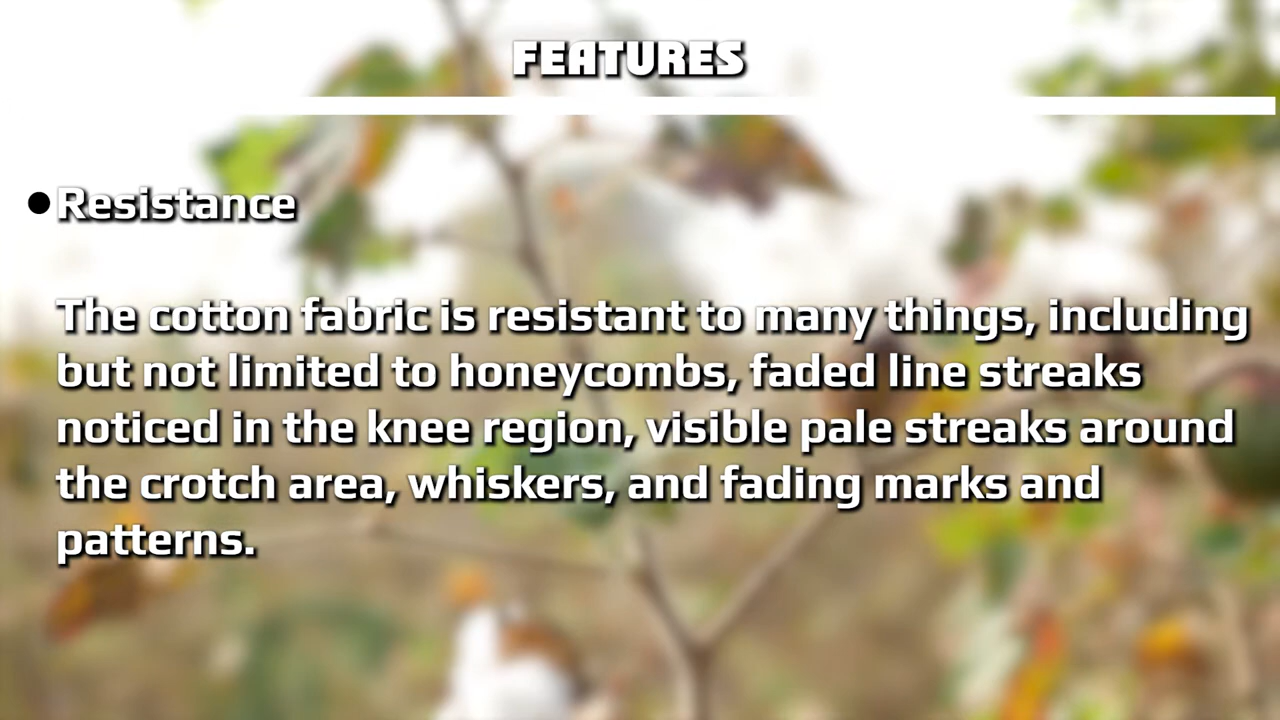 FEATURES
•Resistance
The cotton fabric is resistant to many things, including
but not limited to honeycombs, faded line streaks
noticed in the knee region, visible pale streaks around
the crotch area, whiskers, and fading marks and
patterns.